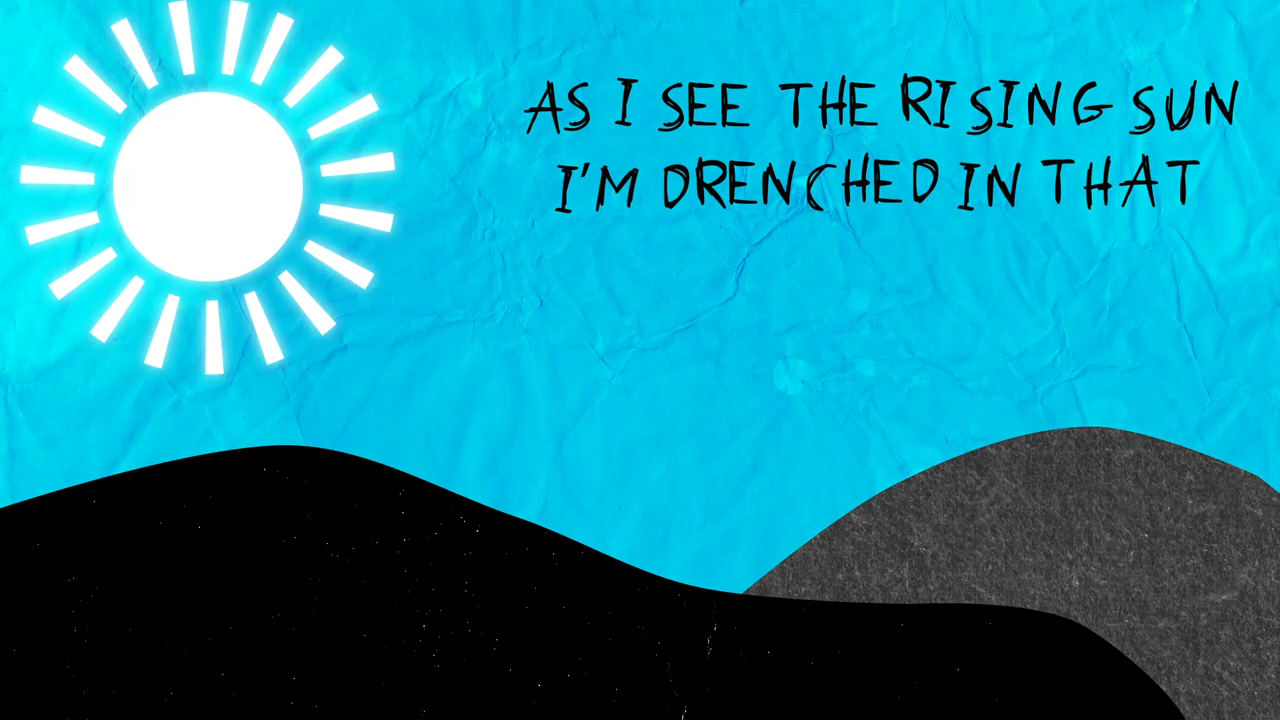 AS I SEE THE RISING SUN
I'M DRENCHED IN THAT